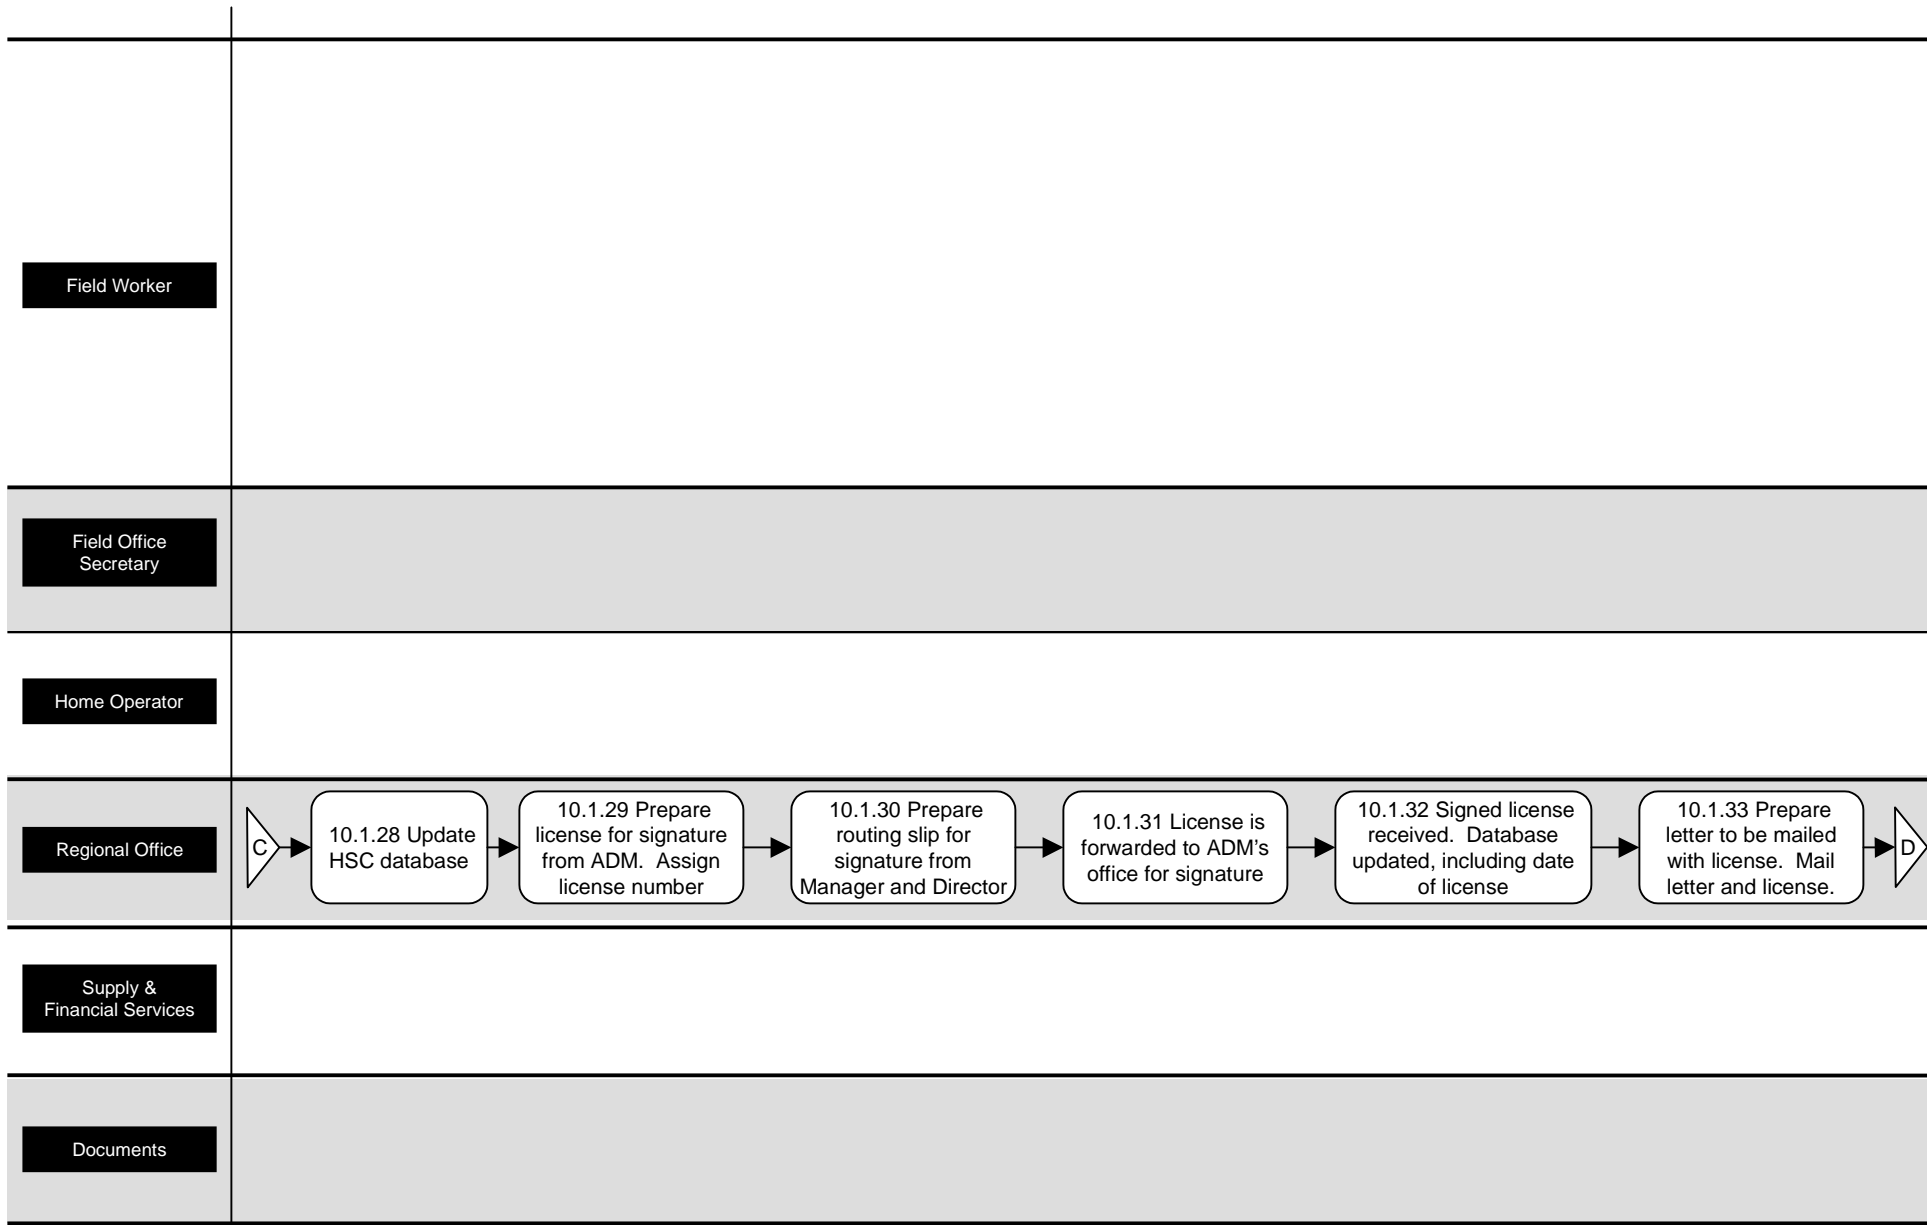 Field Worker
Field Office
Secretary
Home Operator
Regional Office
C
10.1.28 Update
HSC database
10.1.29 Prepare
license for signature
from ADM.  Assign
license number
10.1.30 Prepare
routing slip for
signature from
Manager and Director
10.1.31 License is
forwarded to ADM's
office for signature
10.1.32 Signed license
received.  Database
updated, including date
of license
10.1.33 Prepare
letter to be mailed
with license.  Mail
letter and license.
D
Supply &
Financial Services
Documents